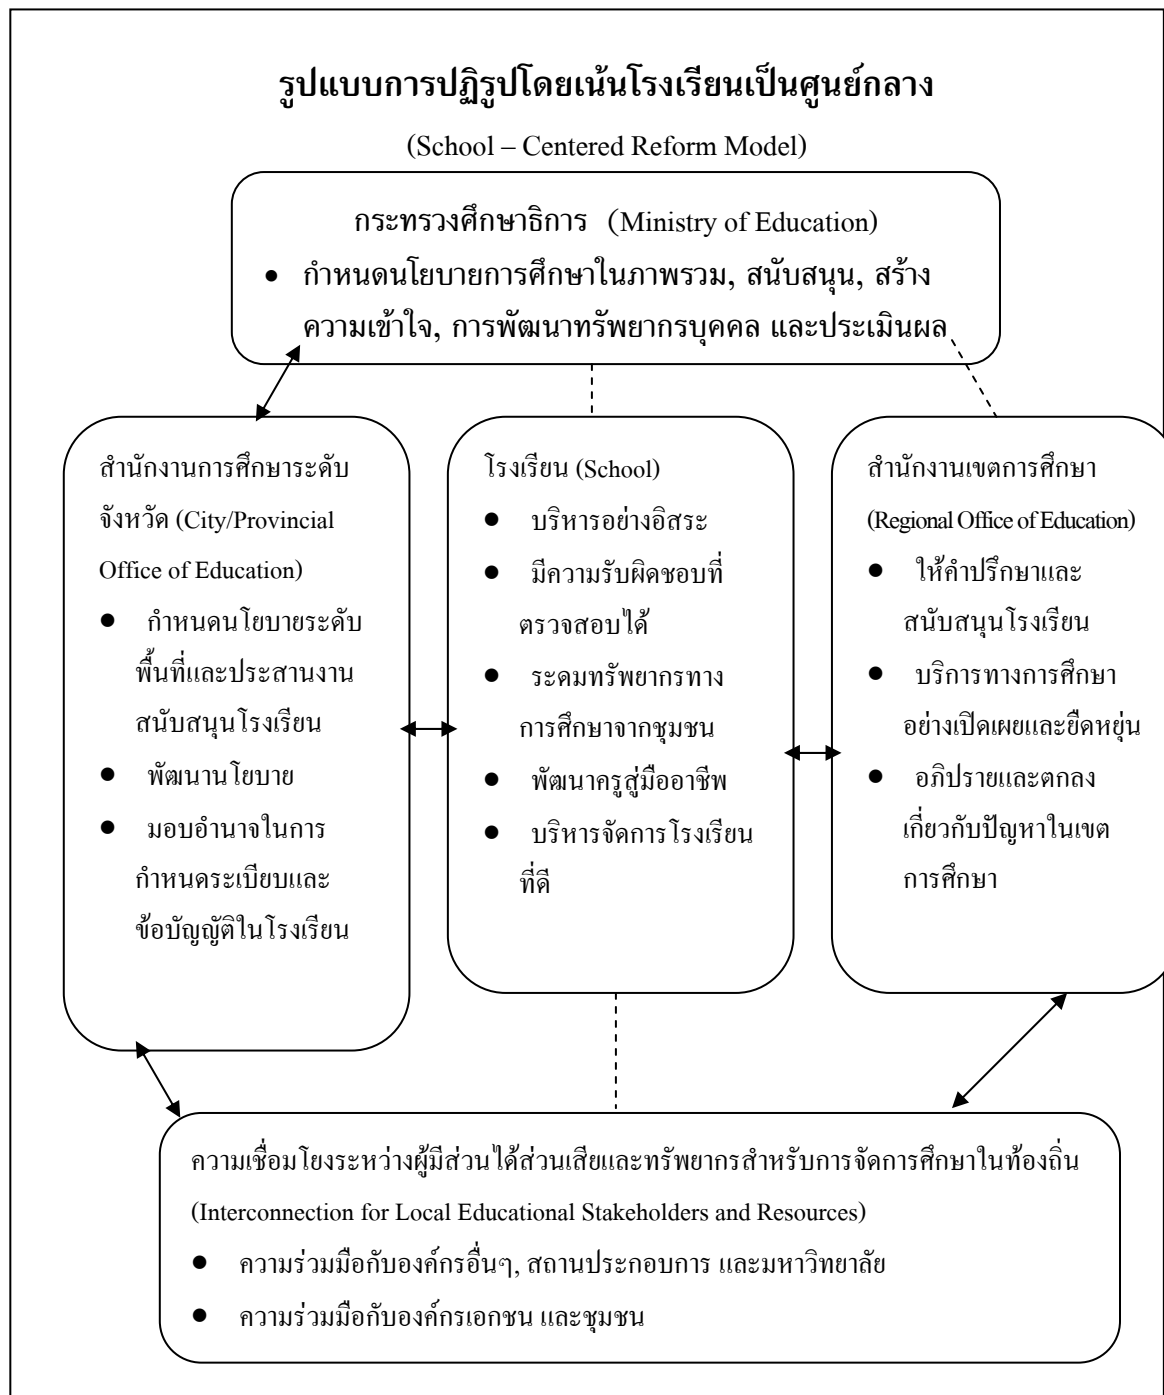 รูปแบบการปฏิรูปโดยเน้นโรงเรียนเป็นศูนย์กลาง
(School – Centered Reform Model)
กระทรวงศึกษาธิการ (Ministry of Education)
● กำหนดนโยบายการศึกษาในภาพรวม, สนับสนุน, สร้าง
ความเข้าใจ, การพัฒนาทรัพยากรบุคคล และประเมินผล
สำนักงานการศึกษาระดับ
จังหวัด (City/Provincial
Office of Education)
● กำหนดนโยบายระดับ
พื้นที่และประสานงาน
สนับสนุนโรงเรียน
● พัฒนานโยบาย
● มอบอำนาจในการ
กำหนดระเบียบและ
ข้อบัญญัติในโรงเรียน
โรงเรียน (School)
● บริหารอย่างอิสระ
● มีความรับผิดชอบที่
ตรวจสอบได้
● ระดมทรัพยากรทาง
การศึกษาจากชุมชน
● พัฒนาครูสู่มืออาชีพ
● บริหารจัดการโรงเรียน
ที่ดี
สำนักงานเขตการศึกษา
(Regional Office of Education)
● ให้คำปรึกษาและ
สนับสนุนโรงเรียน
● บริการทางการศึกษา
อย่างเปิดเผยและยืดหยุ่น
● อภิปรายและตกลง
เกี่ยวกับปัญหาในเขต
การศึกษา
ความเชื่อมโยงระหว่างผู้มีส่วนได้ส่วนเสียและทรัพยากรสำหรับการจัดการศึกษาในท้องถิ่น
(Interconnection for Local Educational Stakeholders and Resources)
● ความร่วมมือกับองค์กรอื่นๆ, สถานประกอบการ และมหาวิทยาลัย
● ความร่วมมือกับองค์กรเอกชน และชุมชน